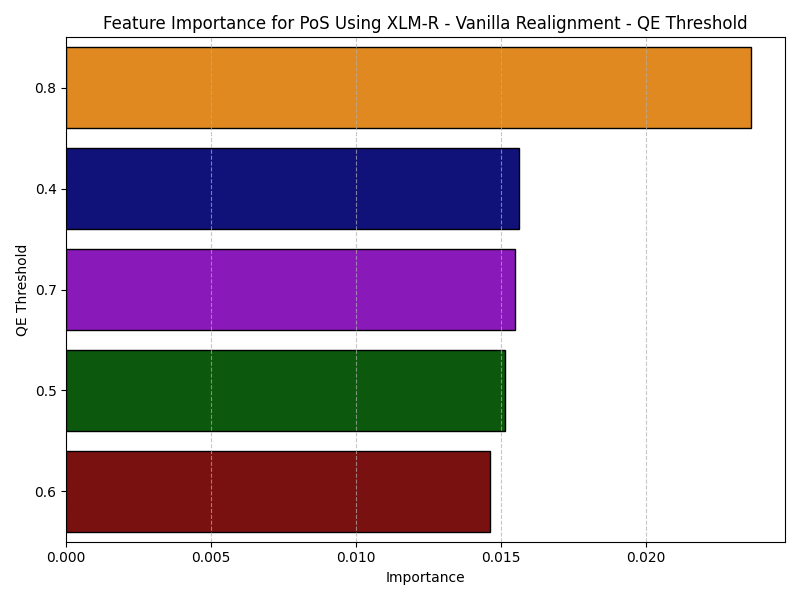 Feature Importance for PoS Using XLM-R - Vanilla Realignment - QE Threshold
QE Threshold
0.8
0.4
0.7
0.5
0.6
0.000 0.005 0.010 0.015 0.020
Importance